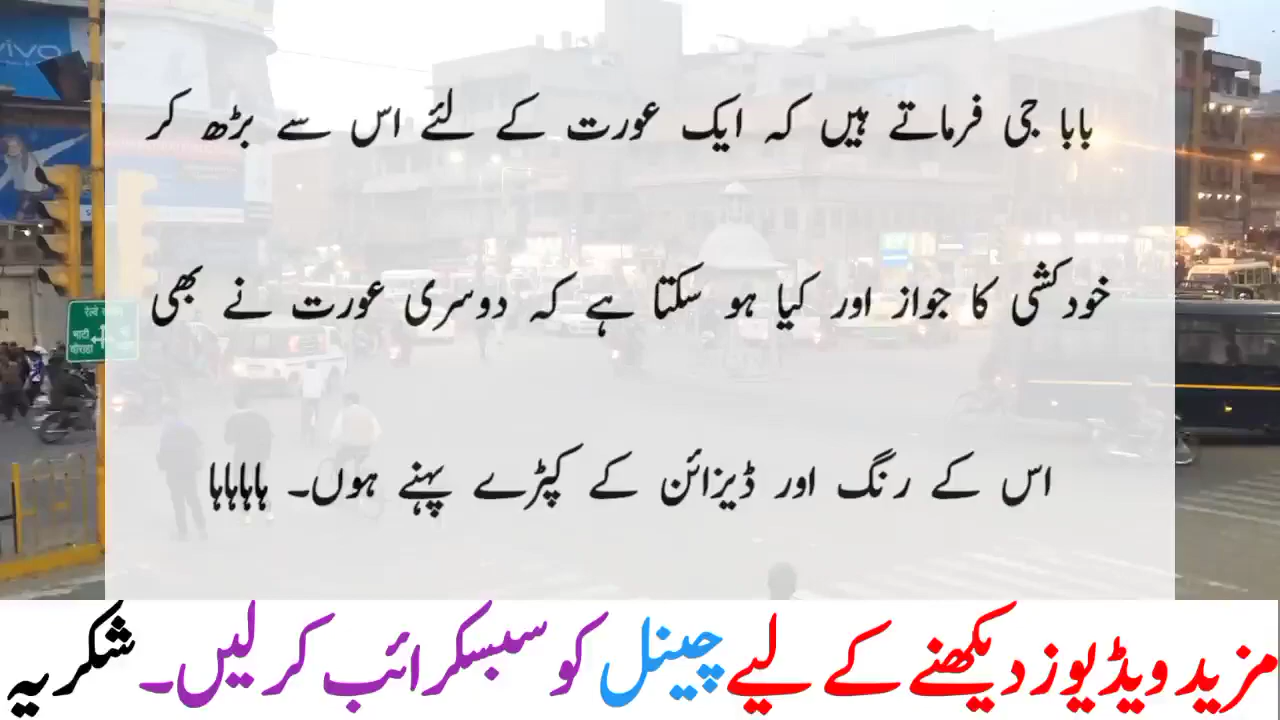 بابا جی فرماتے ہیں کہ ایک عورت کے لئے اس سے بڑھ کر
خودکشی کا جواز اور کیا ہو سکتا ہے کہ دوسری عورت نے بھی
اس کے رنگ اور ڈیزائن کے کپڑے پہنے ہوں۔ ہاہاہاہا
مزید ویڈیوز دیکھنے کے لیے چینل کو سبسکرائب کر لیں۔ شکریہ
vivo
रेल्वे